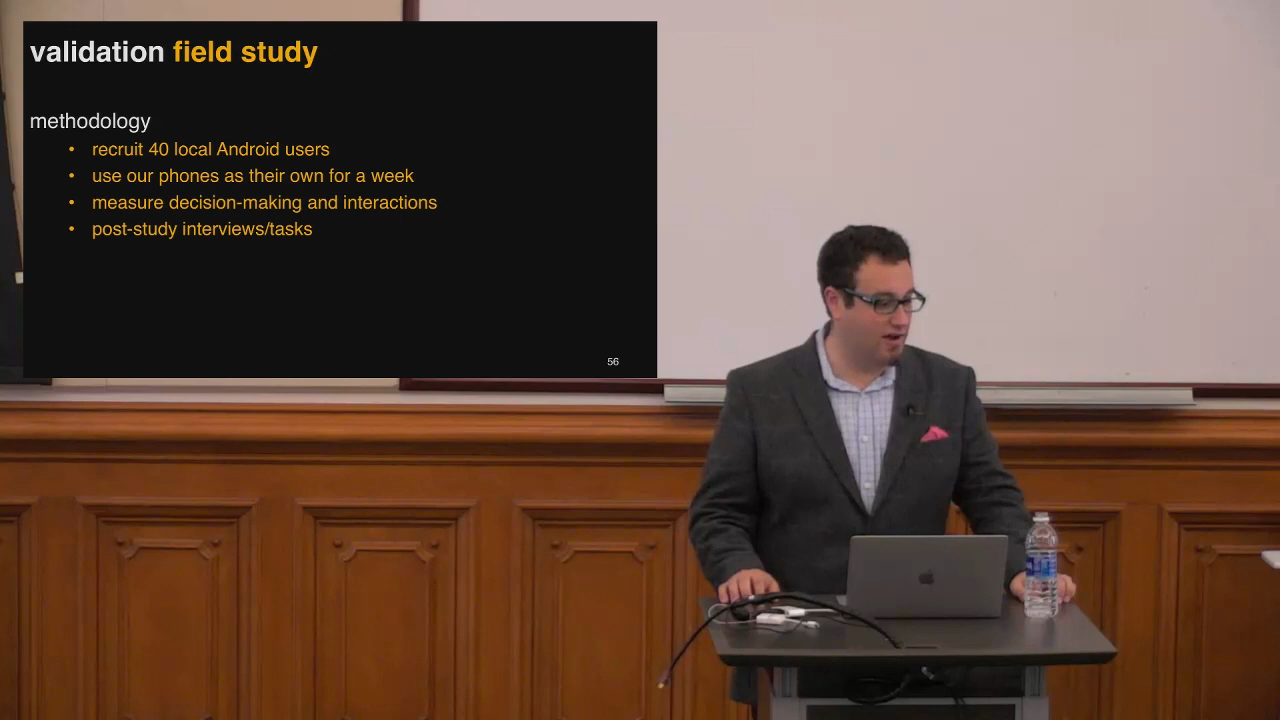 validation field study
methodology
• recruit 40 local Android users
• use our phones as their own for a week
• measure decision-making and interactions
• post-study interviews/tasks
56